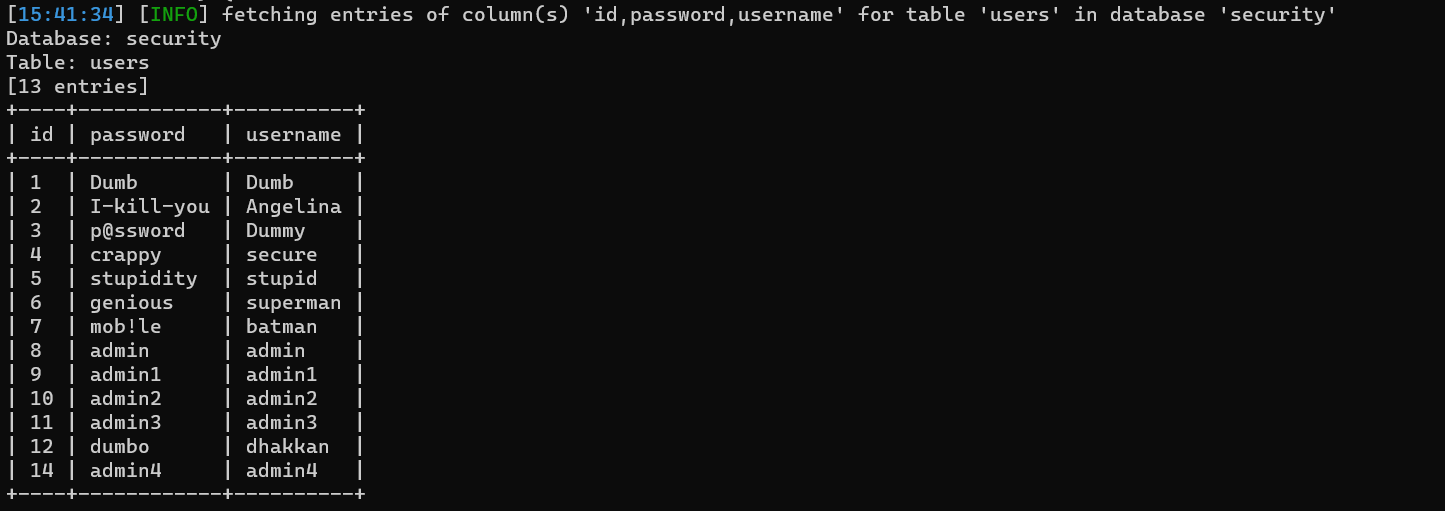 [15:41:34] [INFO] fetching entries of column(s) 'id,password,username' for table 'users' in database 'security'
Database: security
Table: users
[13 entries]
+----+------------+----------+
| id | password   | username |
+----+------------+----------+
| 1  | Dumb       | Dumb     |
| 2  | I-kill-you | Angelina |
| 3  | p@ssword   | Dummy    |
| 4  | crappy     | secure   |
| 5  | stupidity  | stupid   |
| 6  | genious    | superman |
| 7  | mob!le     | batman   |
| 8  | admin      | admin    |
| 9  | admin1     | admin1   |
| 10 | admin2     | admin2   |
| 11 | admin3     | admin3   |
| 12 | dumbo      | dhakkan  |
| 14 | admin4     | admin4   |
+----+------------+----------+